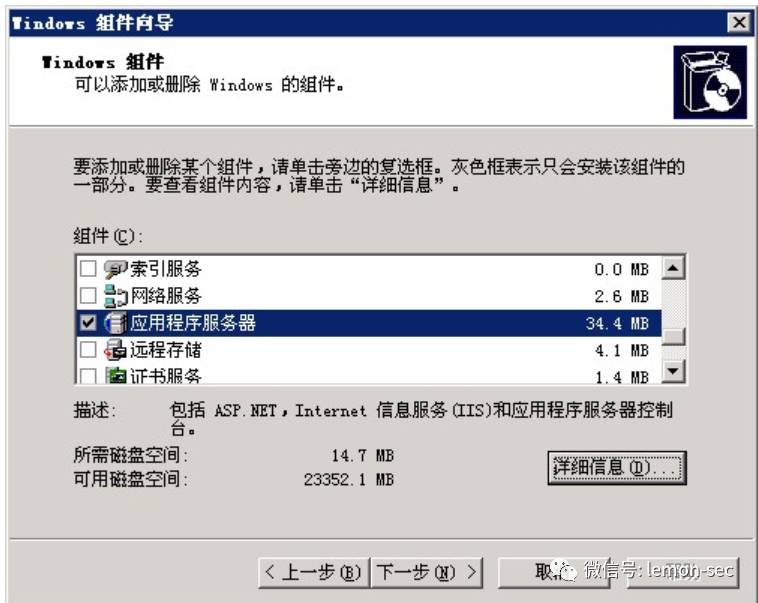 Windows 组件向导
Windows 组件
可以添加或删除 Windows 的组件。
要添加或删除某个组件，请单击旁边的复选框。灰色框表示只会安装该组件的
一部分。要查看组件内容，请单击“详细信息”。
组件(C):
索引服务 0.0 MB
网络服务 2.6 MB
应用程序服务器 34.4 MB
远程存储 4.1 MB
证书服务 1.4 MB
描述: 包括 ASP.NET，Internet 信息服务(IIS)和应用程序服务器控制
台。
所需磁盘空间: 14.7 MB
可用磁盘空间: 23352.1 MB
详细信息(D)...
< 上一步(B) 下一步(N) > 取
微信号: lemon-sec